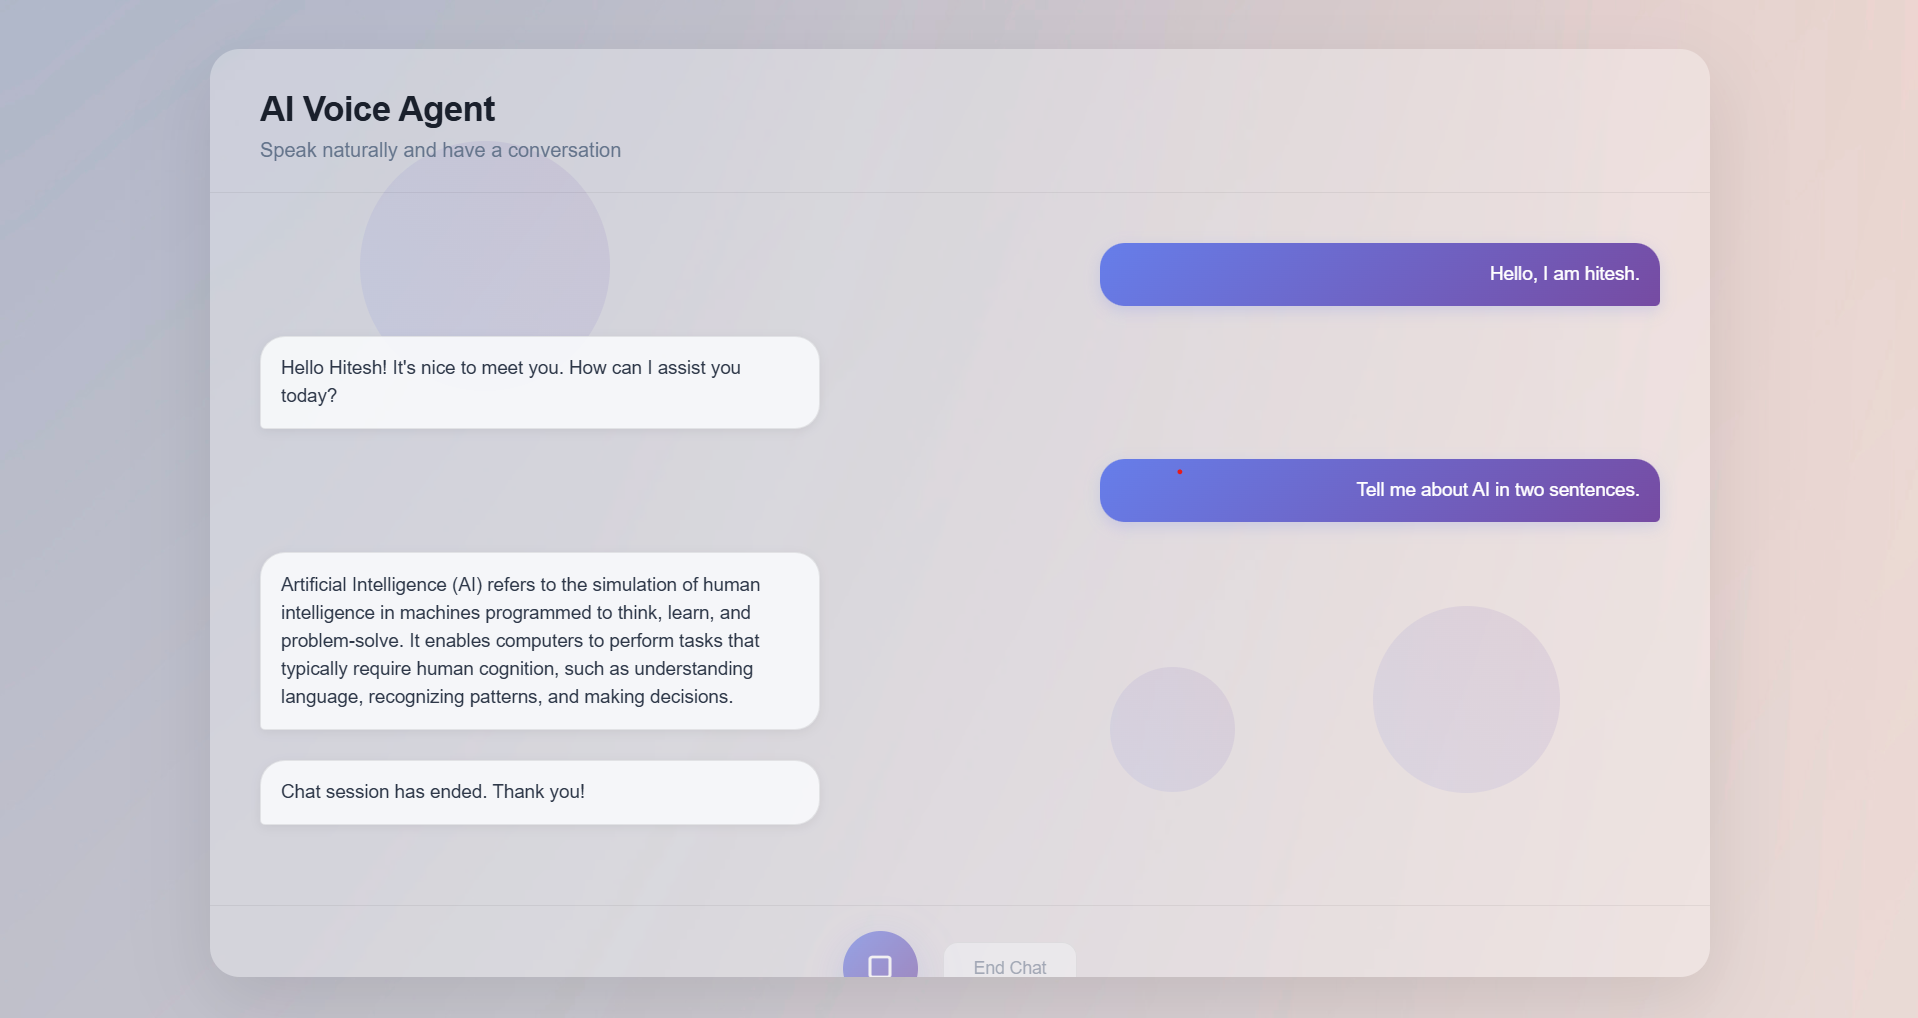 AI Voice Agent
Speak naturally and have a conversation
Hello, I am hitesh.
Hello Hitesh! It's nice to meet you. How can I assist you
today?
Tell me about AI in two sentences.
Artificial Intelligence (AI) refers to the simulation of human
intelligence in machines programmed to think, learn, and
problem-solve. It enables computers to perform tasks that
typically require human cognition, such as understanding
language, recognizing patterns, and making decisions.
Chat session has ended. Thank you!
End Chat